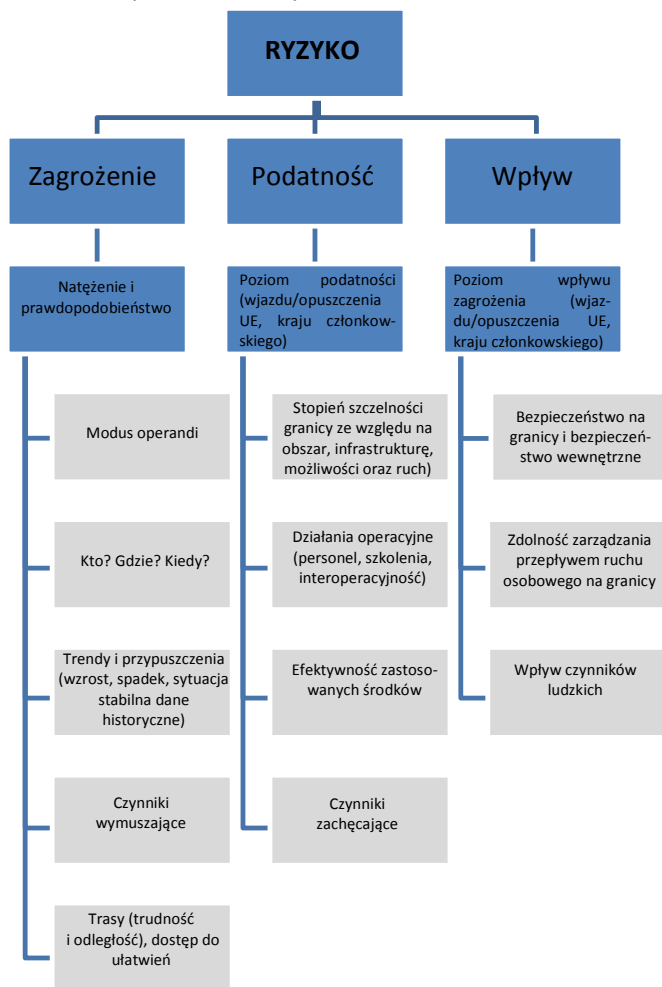 RYZYKO
Zagrożenie
Podatność
Wpływ
Natężenie i
prawdopodobieństwo
Poziom podatności
(wjazdu/opuszczenia
UE, kraju członkow-
skiego)
Poziom wpływu
zagrożenia (wjaz-
du/opuszczenia UE,
kraju członkowskiego)
Modus operandi
Kto? Gdzie? Kiedy?
Trendy i przypuszczenia
(wzrost, spadek, sytuacja
stabilna dane
historyczne)
Czynniki
wymuszające
Trasy (trudność
i odległość), dostęp do
ułatwień
Stopień szczelności
granicy ze względu na
obszar, infrastrukturę,
możliwości oraz ruch)
Działania operacyjne
(personel, szkolenia,
interoperacyjność)
Efektywność zastoso-
wanych środków
Czynniki
zachęcające
Bezpieczeństwo na
granicy i bezpieczeń-
stwo wewnętrzne
Zdolność zarządzania
przepływem ruchu
osobowego na granicy
Wpływ czynników
ludzkich